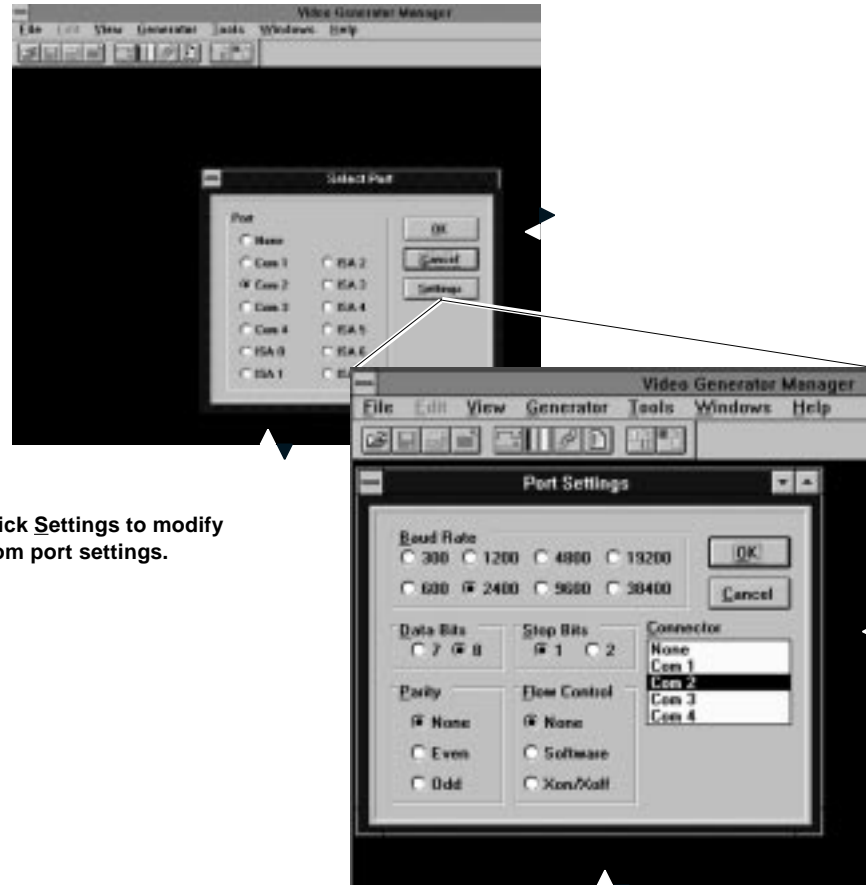 Video Generator Manager
File Edit View Generator Tools Windows Help
Select Port
Port
None
Com 1 ISA 2
Com 2 ISA 3
Com 3 ISA 4
Com 4 ISA 5
ISA 0 ISA 6
ISA 1
OK
Cancel
Settings
ick Settings to modify
om port settings.
Video Generator Manager
File Edit View Generator Tools Windows Help
Port Settings
Baud Rate
300 1200 4800 19200
600 2400 9600 38400
OK
Cancel
Data Bits
7 8
Stop Bits
1 2
Connector
None
Com 1
Com 2
Com 3
Com 4
Parity
None
Even
Odd
Flow Control
None
Software
Xon/Xoff